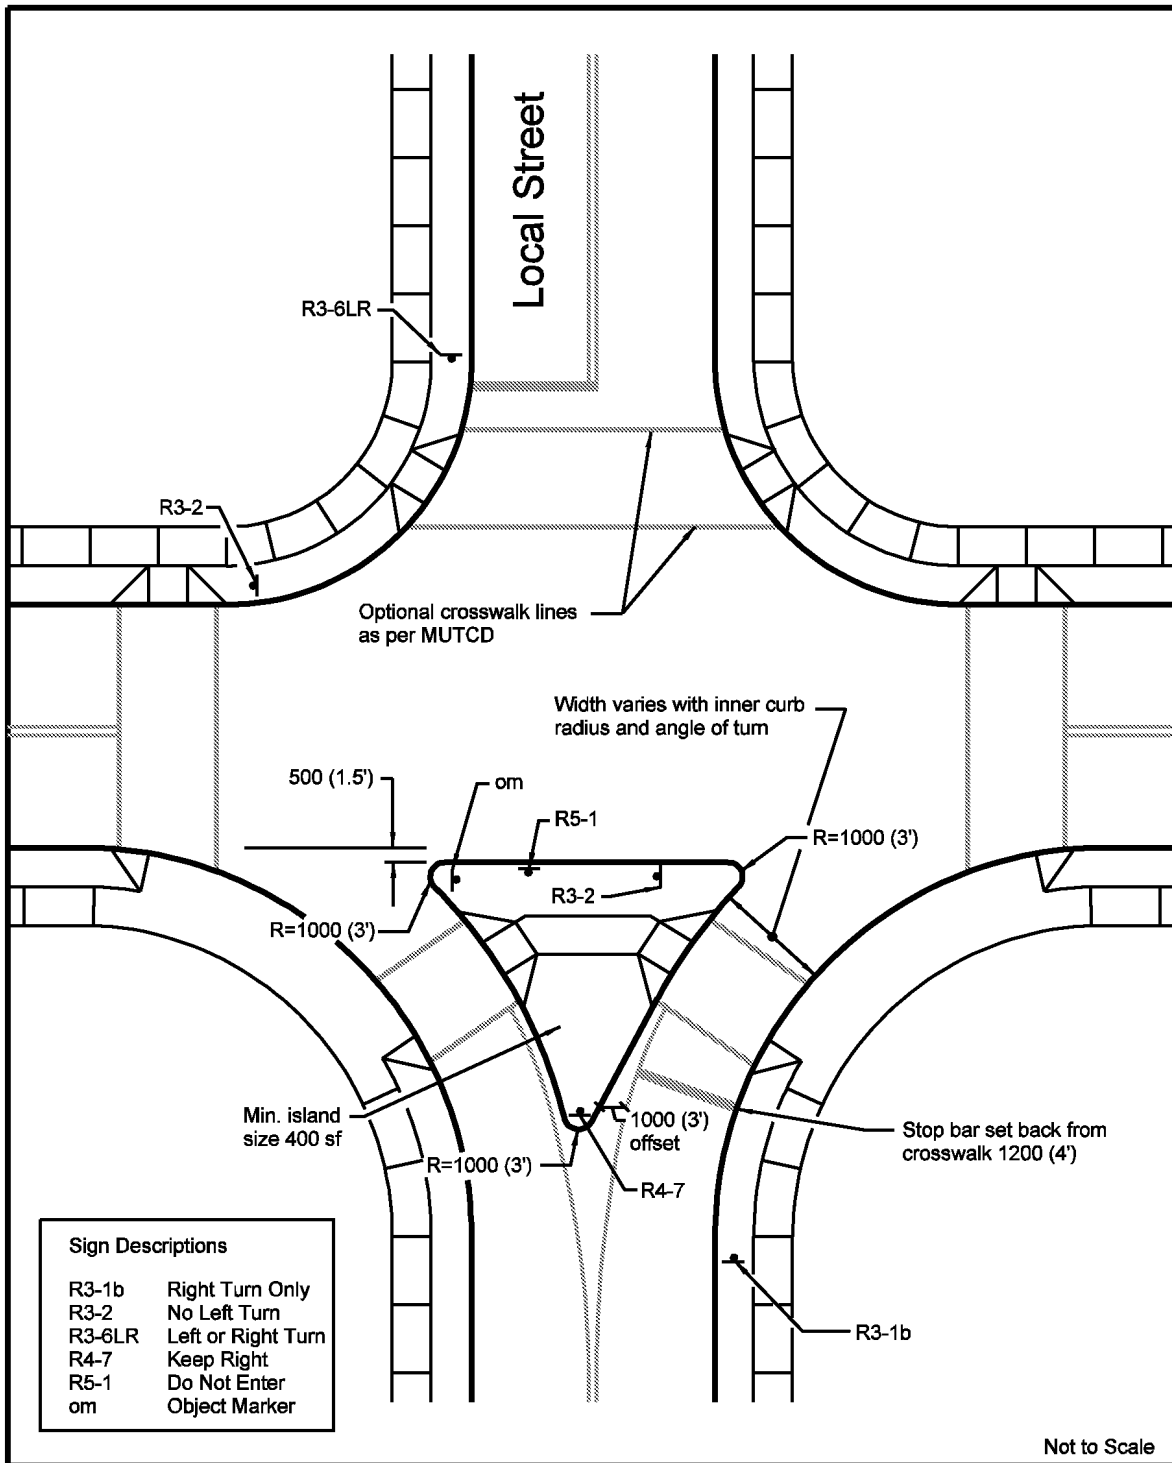 Local Street
R3-6LR
R3-2
Optional crosswalk lines
as per MUTCD
Width varies with inner curb
radius and angle of turn
500 (1.5')
om
R5-1
R=1000 (3')
R3-2
R=1000 (3')
Min. island
size 400 sf
1000 (3')
offset
Stop bar set back from
crosswalk 1200 (4')
R=1000 (3')
R4-7
R3-1b
Sign Descriptions
R3-1b Right Turn Only
R3-2 No Left Turn
R3-6LR Left or Right Turn
R4-7 Keep Right
R5-1 Do Not Enter
om Object Marker
Not to Scale